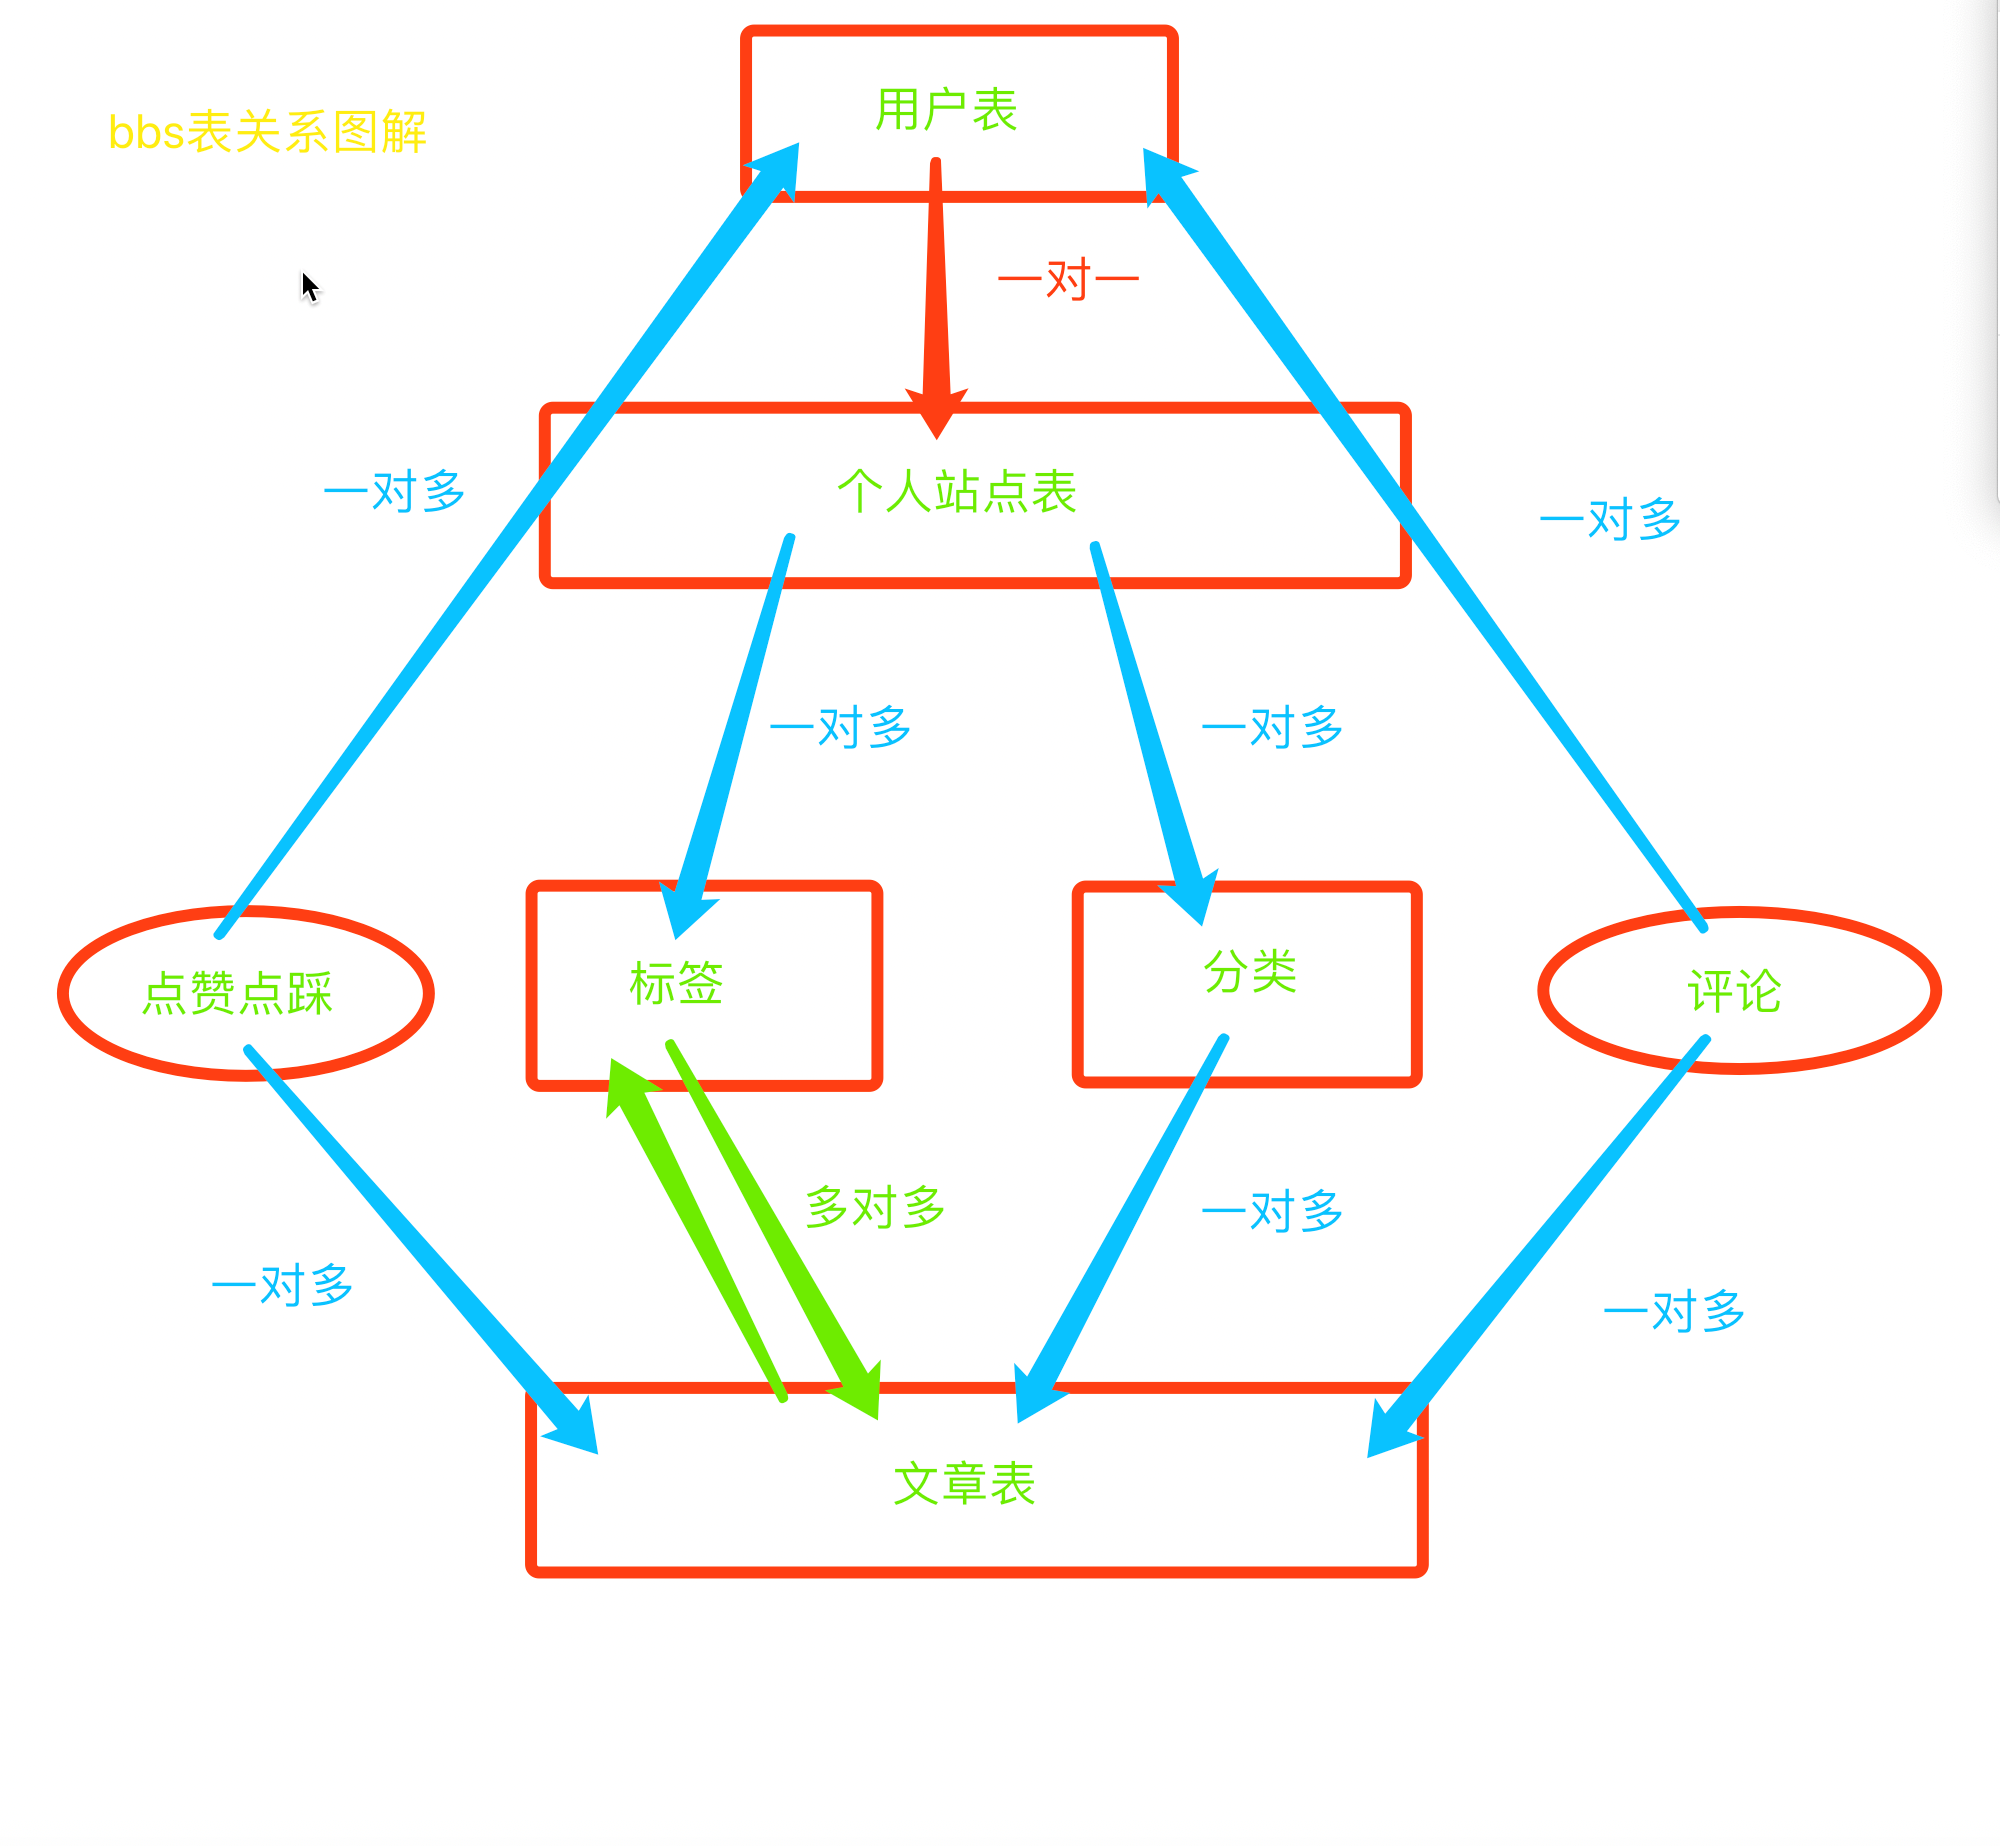 用户表
bbs表关系图解
一对一
个人站点表
一对多
一对多
一对多
一对多
点赞点踩
标签
分类
评论
多对多
一对多
一对多
一对多
文章表